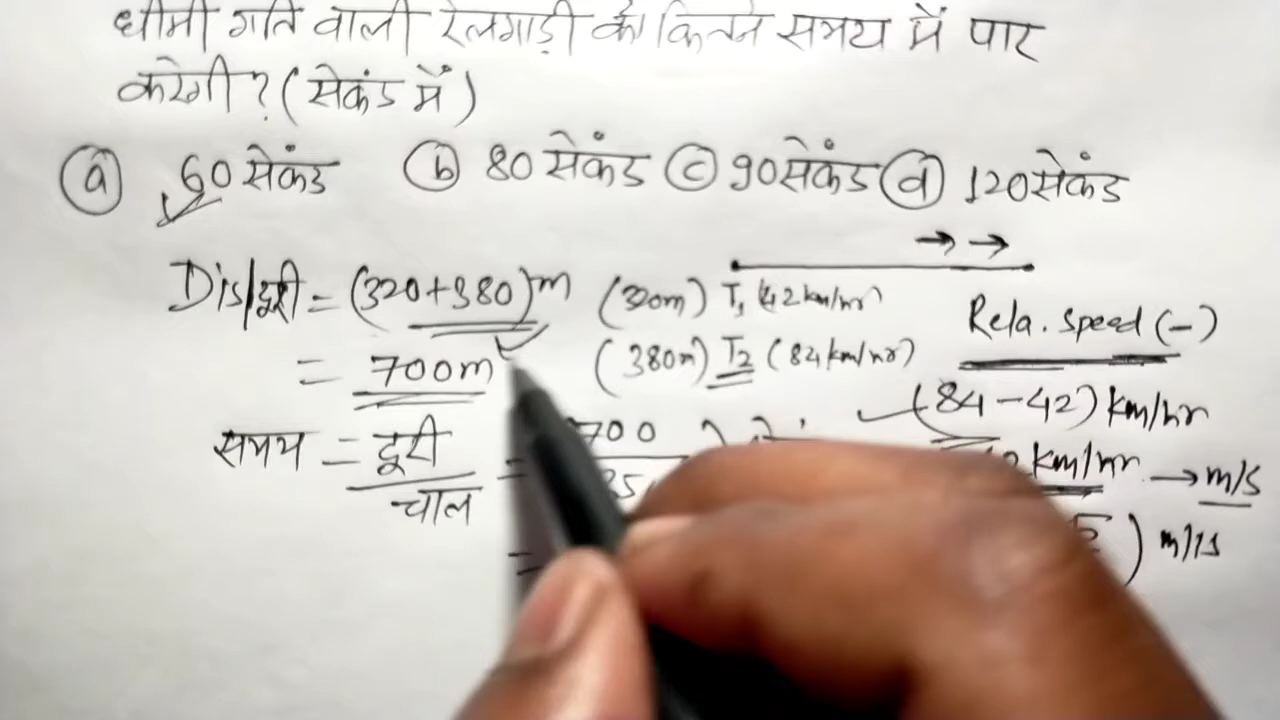 धीमी गति वाली रेलगाड़ी को कितने समय में पार
करेगी? (सेकंड में)
(a) 60 सेकंड (b) 80 सेकंड (c) 90 सेकंड (d) 120 सेकंड
Dis/दूरी = (320+380)m
= 700m
समय = दूरी/चाल = 700
(320m) T1 (42 km/hr)
(380m) T2 (84 km/hr)
Rela. speed (-)
(84-42) km/hr
km/hr → m/s
m/s